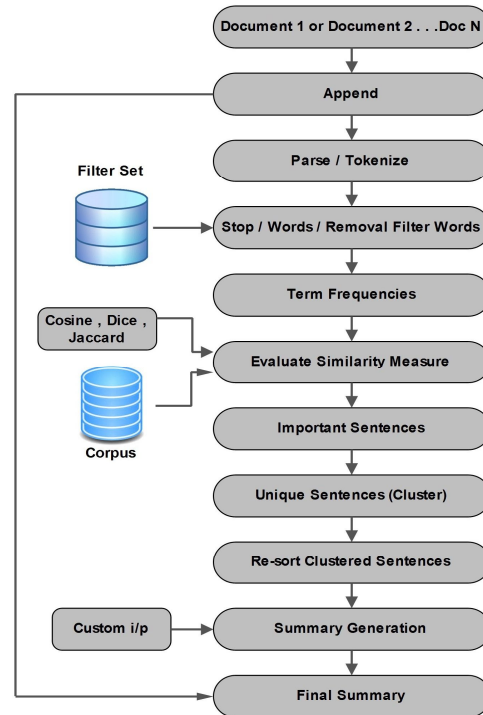 Document 1 or Document 2 . . .Doc N
Append
Parse / Tokenize
Filter Set
Stop / Words / Removal Filter Words
Term Frequencies
Cosine , Dice ,
Jaccard
Evaluate Similarity Measure
Corpus
Important Sentences
Unique Sentences (Cluster)
Re-sort Clustered Sentences
Custom i/p
Summary Generation
Final Summary